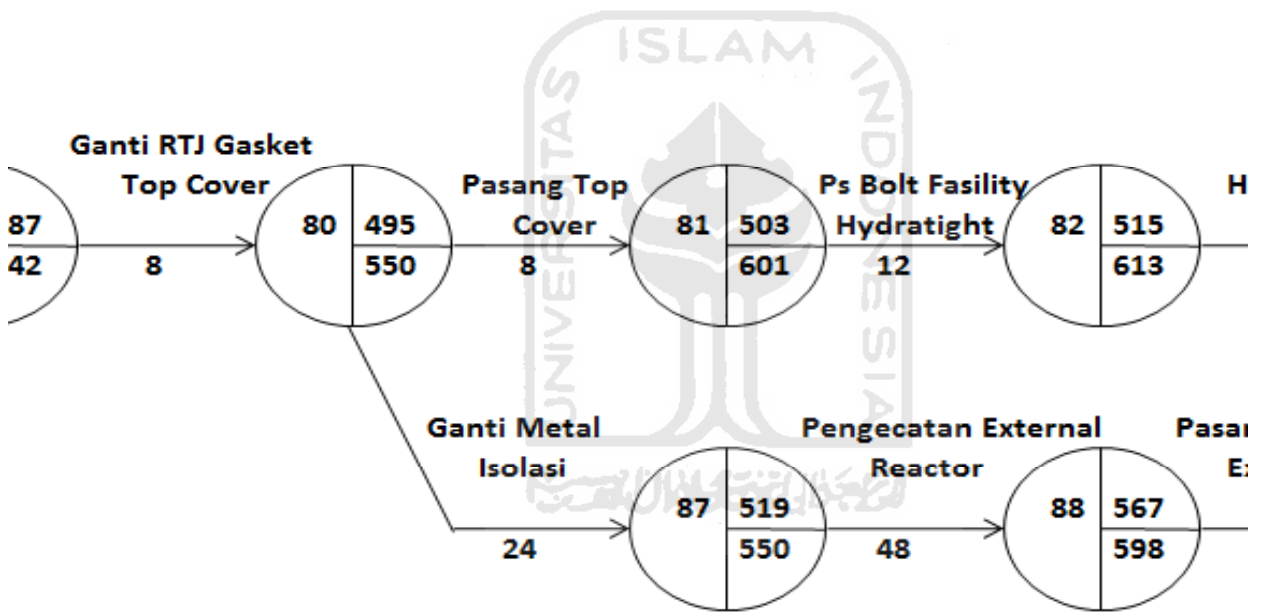 UNIVERSITAS ISLAM INDONESIA
Ganti RTJ Gasket
Top Cover
Pasang Top
Cover
Ps Bolt Fasility
Hydratight
H
87
42
8
80
495
550
8
81
503
601
12
82
515
613
Ganti Metal
Isolasi
Pengecatan External
Reactor
Pasar
Ex
24
87
519
550
48
88
567
598